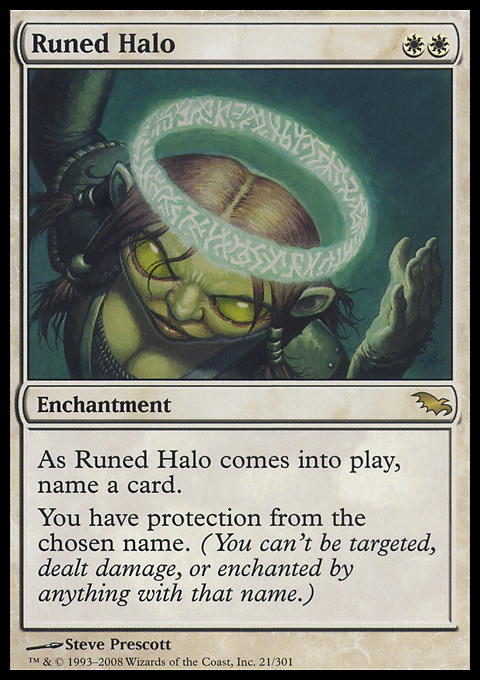 Runed Halo
Enchantment
As Runed Halo comes into play,
name a card.
You have protection from the
chosen name. (You can't be targeted,
dealt damage, or enchanted by
anything with that name.)
Steve Prescott
™ & © 1993–2008 Wizards of the Coast, Inc. 21/301